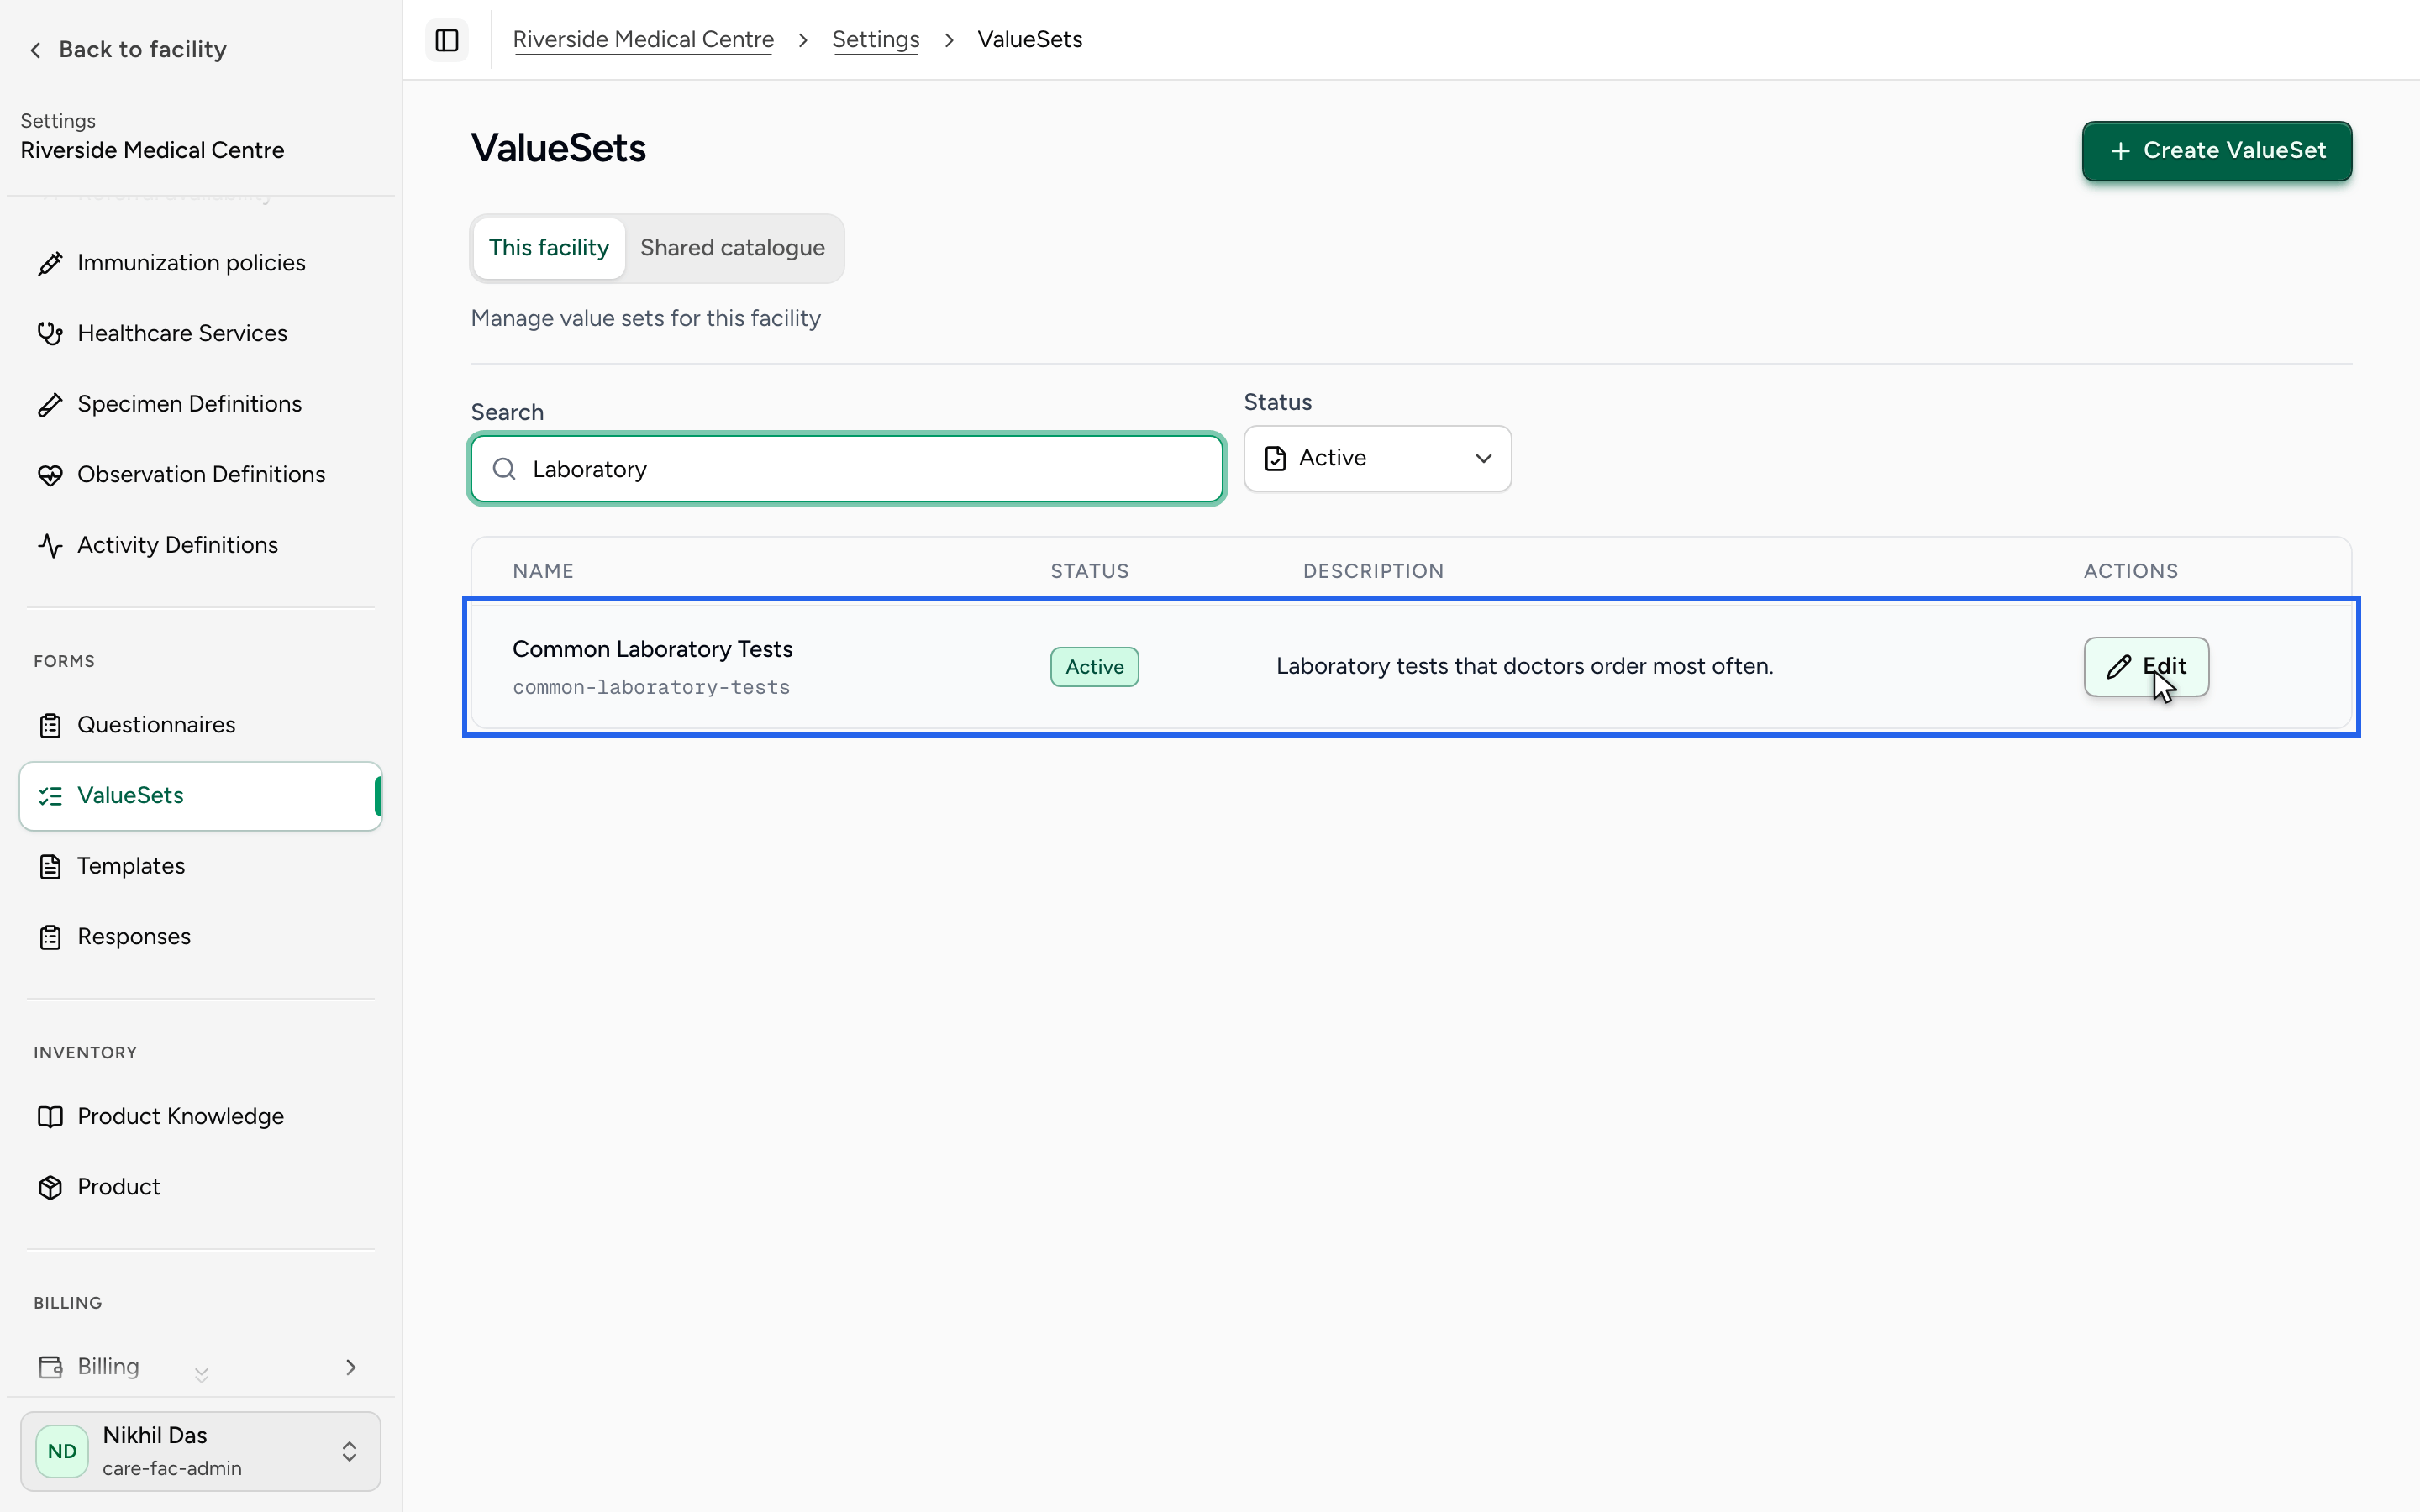 Back to facility
Settings
Riverside Medical Centre
Immunization policies
Healthcare Services
Specimen Definitions
Observation Definitions
Activity Definitions
FORMS
Questionnaires
ValueSets
Templates
Responses
INVENTORY
Product Knowledge
Product
BILLING
Billing
ND
Nikhil Das
care-fac-admin
Riverside Medical Centre > Settings > ValueSets
ValueSets
+ Create ValueSet
This facility Shared catalogue
Manage value sets for this facility
Search
Laboratory
Status
Active
NAME STATUS DESCRIPTION ACTIONS
Common Laboratory Tests
common-laboratory-tests
Active
Laboratory tests that doctors order most often.
Edit